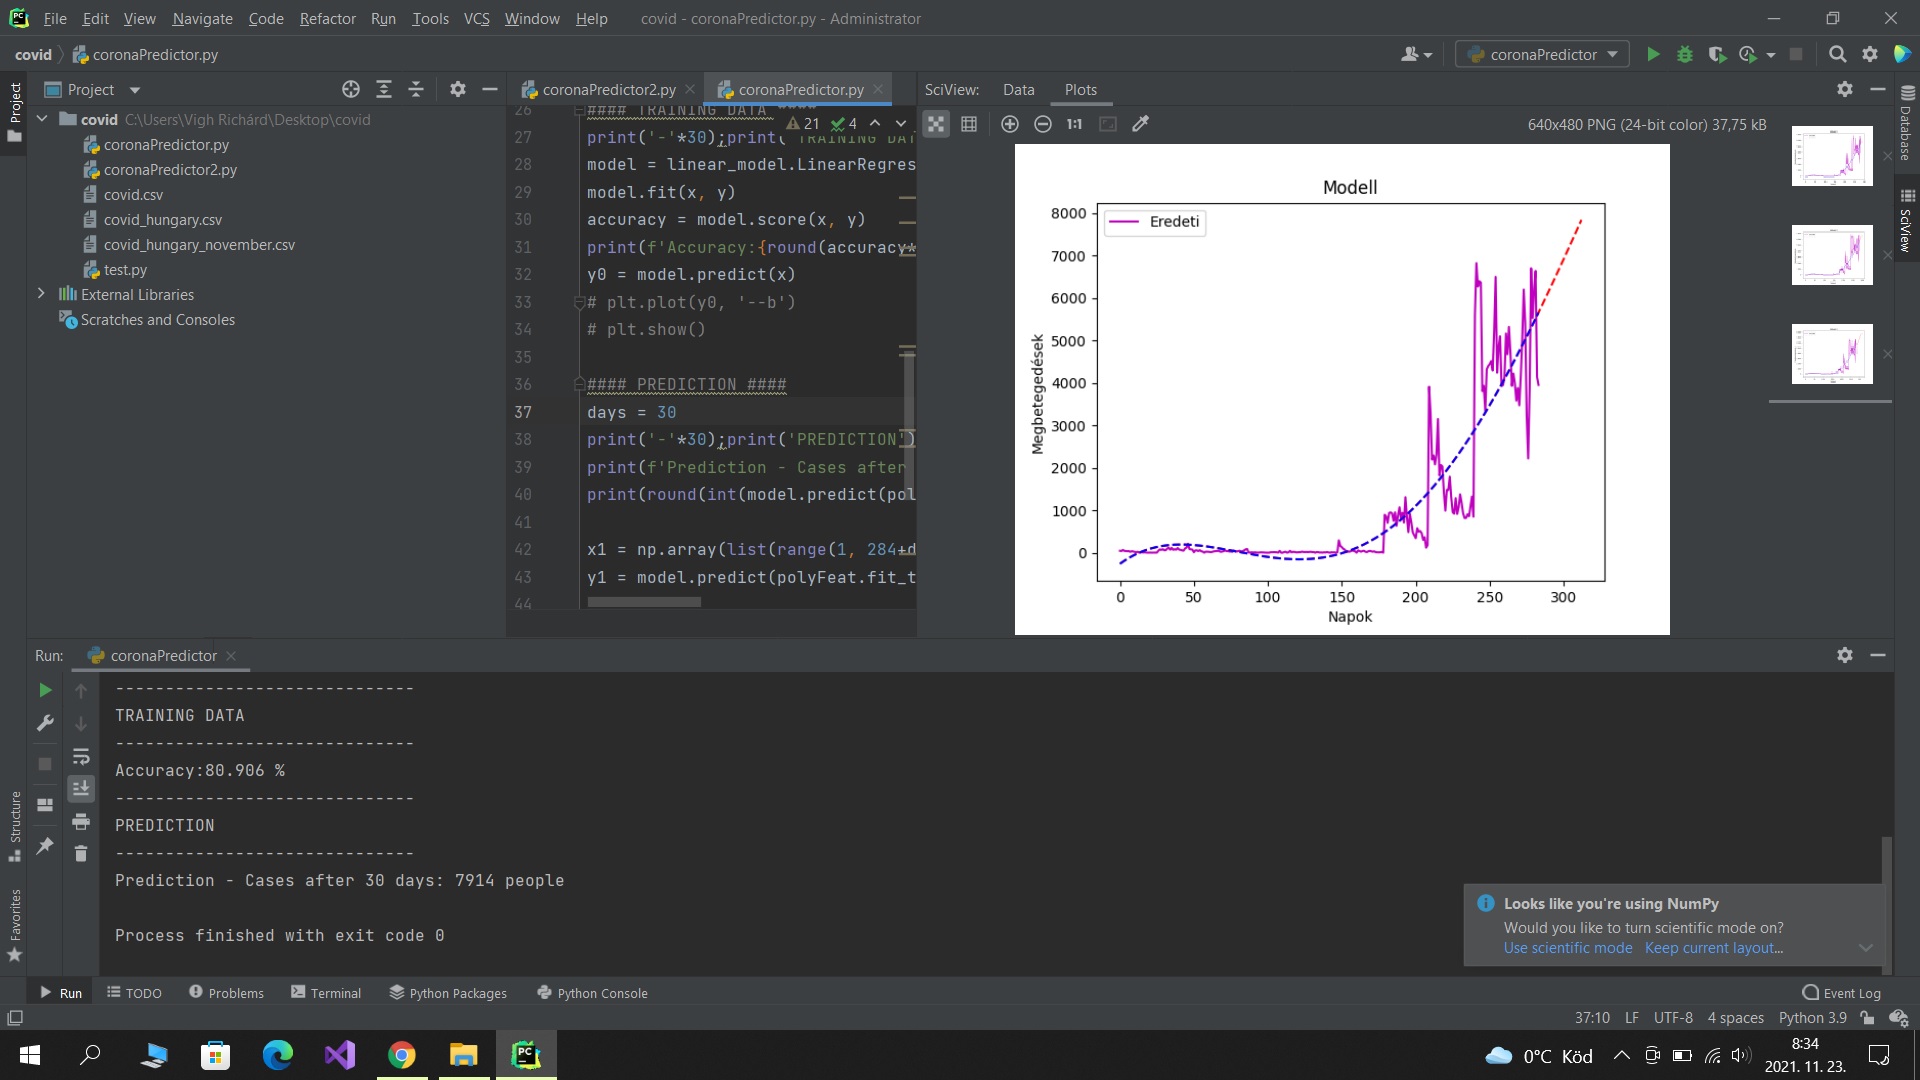 File Edit View Navigate Code Refactor Run Tools VCS Window Help covid - coronaPredictor.py - Administrator
covid coronaPredictor.py coronaPredictor
Project coronaPredictor2.py coronaPredictor.py SciView: Data Plots
covid C:\Users\Vigh Richárd\Desktop\covid
coronaPredictor.py
coronaPredictor2.py
covid.csv
covid_hungary.csv
covid_hungary_november.csv
test.py
External Libraries
Scratches and Consoles
26 #### TRAINING DATA ####
21 4
27 print('-'*30);print('TRAINING DAT
28 model = linear_model.LinearRegres
29 model.fit(x, y)
30 accuracy = model.score(x, y)
31 print(f'Accuracy:{round(accuracy*
32 y0 = model.predict(x)
33 # plt.plot(y0, '--b')
34 # plt.show()
35
36 #### PREDICTION ####
37 days = 30
38 print('-'*30);print('PREDICTION')
39 print(f'Prediction - Cases after
40 print(round(int(model.predict(pol
41
42 x1 = np.array(list(range(1, 284+d
43 y1 = model.predict(polyFeat.fit_t
44
1:1 640x480 PNG (24-bit color) 37,75 kB
Modell
Eredeti
8000
7000
6000
5000
4000
3000
2000
1000
0
Megbetegedések
0 50 100 150 200 250 300
Napok
Project
Structure
Favorites
Database
SciView
Run: coronaPredictor
------------------------------
TRAINING DATA
------------------------------
Accuracy:80.906 %
------------------------------
PREDICTION
------------------------------
Prediction - Cases after 30 days: 7914 people
Process finished with exit code 0
Looks like you're using NumPy
Would you like to turn scientific mode on?
Use scientific mode Keep current layout...
Run TODO Problems Terminal Python Packages Python Console Event Log
37:10 LF UTF-8 4 spaces Python 3.9
PC
0°C Köd
8:34
2021. 11. 23.